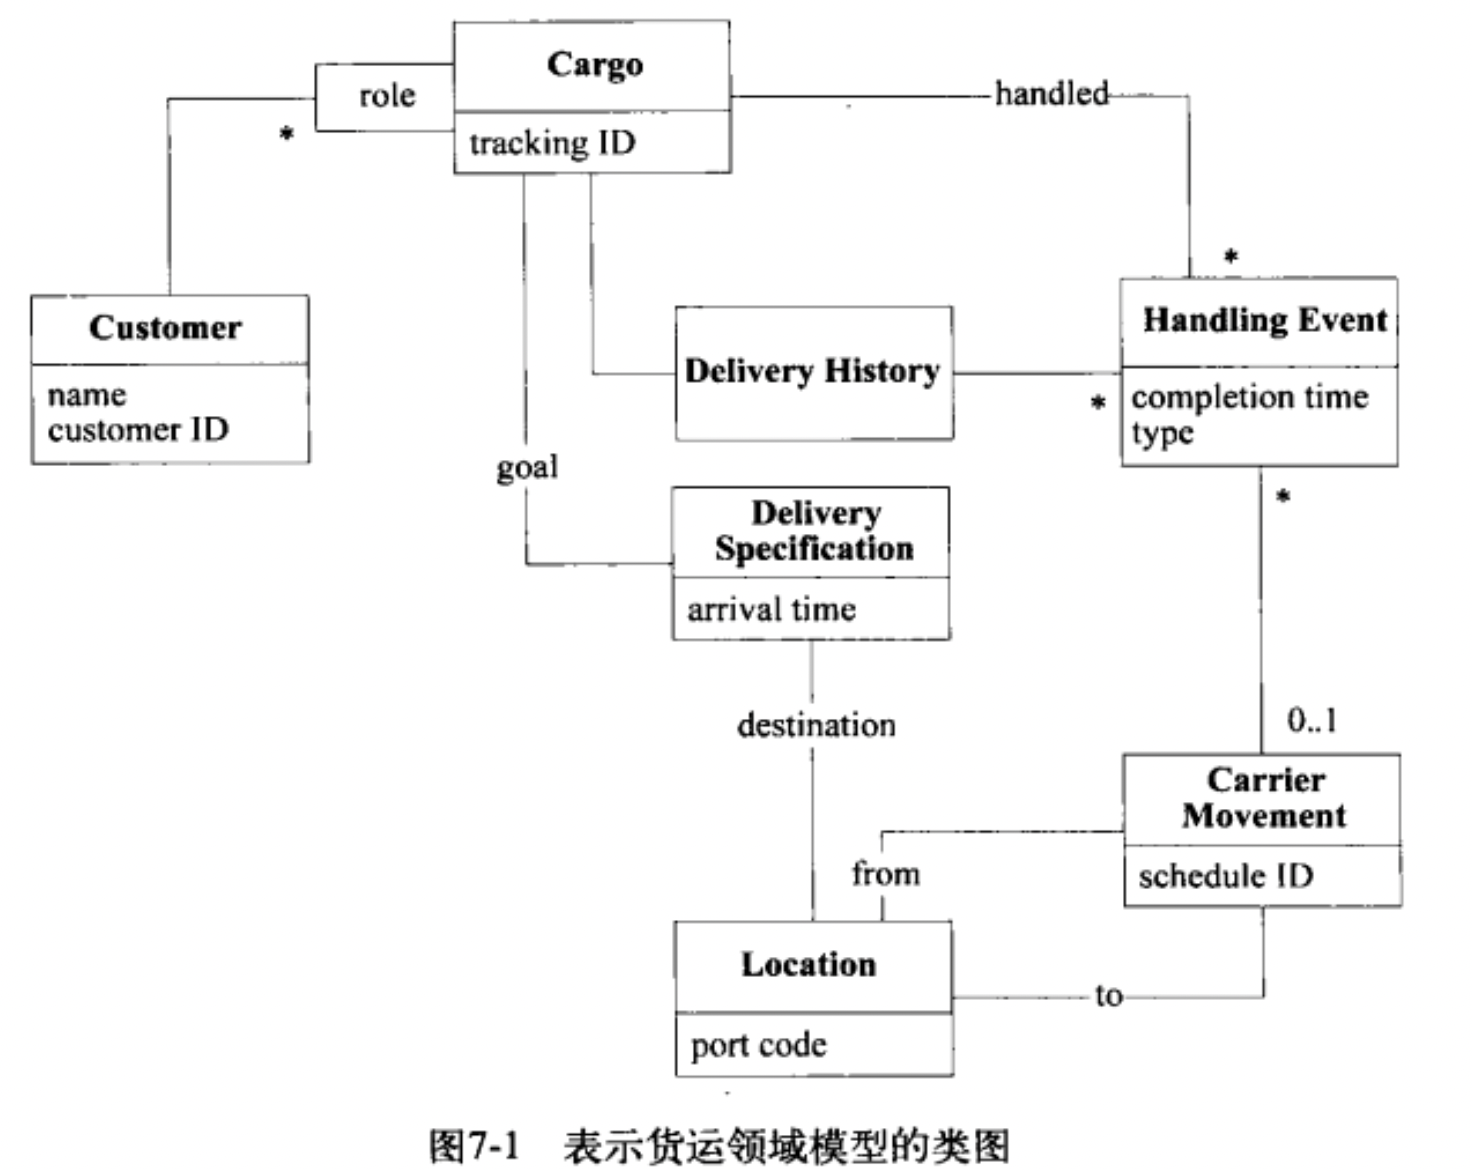 Cargo
role
handled
*
tracking ID
*
Customer
Handling Event
Delivery History
name
completion time
*
customer ID
type
goal
*
Delivery
Specification
arrival time
destination
0..1
Carrier
Movement
from
schedule ID
Location
to
port code
图7-1 表示货运领域模型的类图